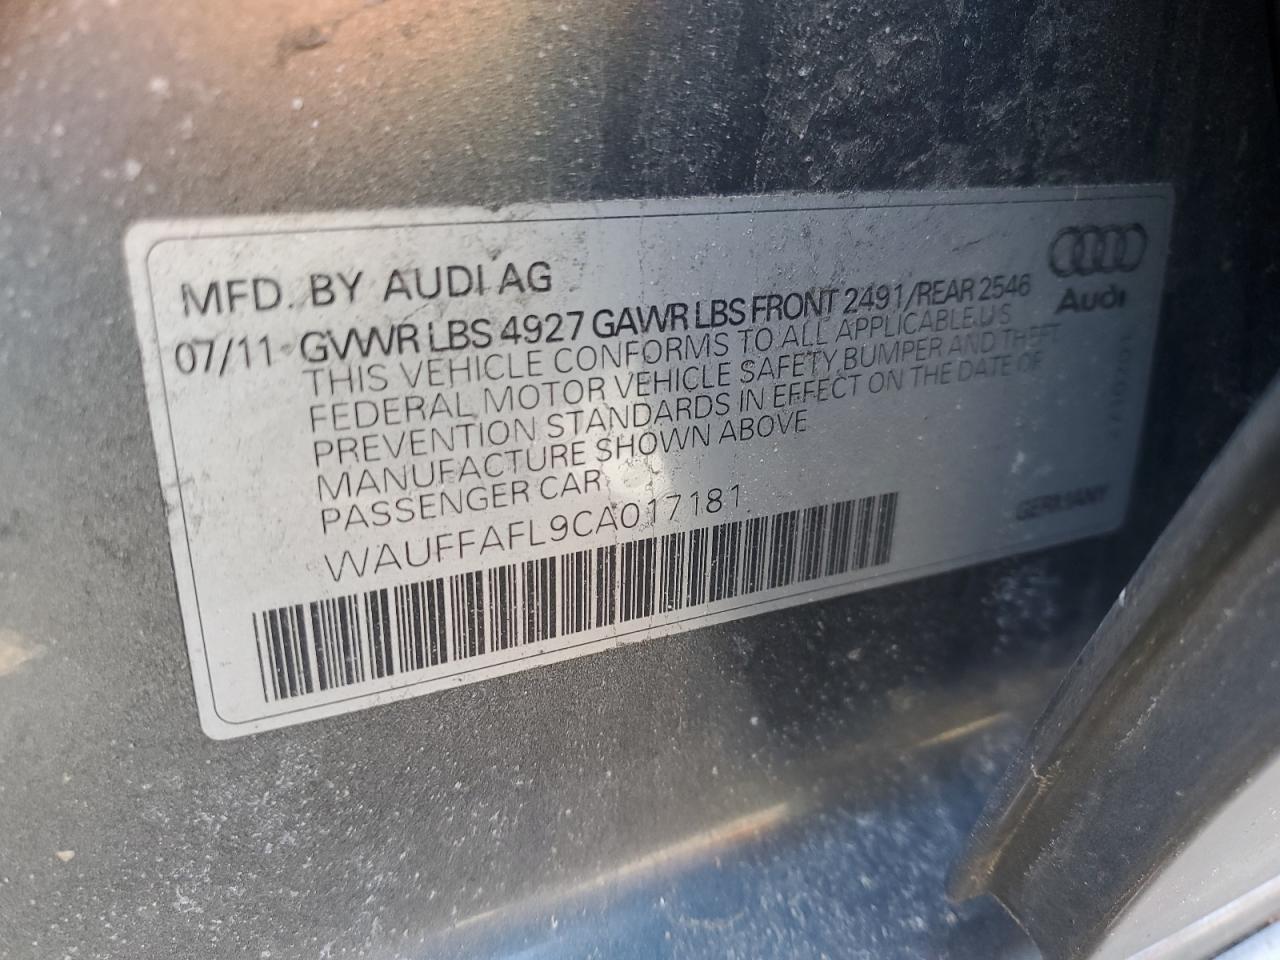 MFD. BY AUDI AG
Audi
07/11 GVWR LBS 4927 GAWR LBS FRONT 2491/REAR 2546
THIS VEHICLE CONFORMS TO ALL APPLICABLE U S
FEDERAL MOTOR VEHICLE SAFETY, BUMPER AND THEFT
PREVENTION STANDARDS IN EFFECT ON THE DATE OF
MANUFACTURE SHOWN ABOVE
PASSENGER CAR
WAUFFAFL9CA017181
GERMANY